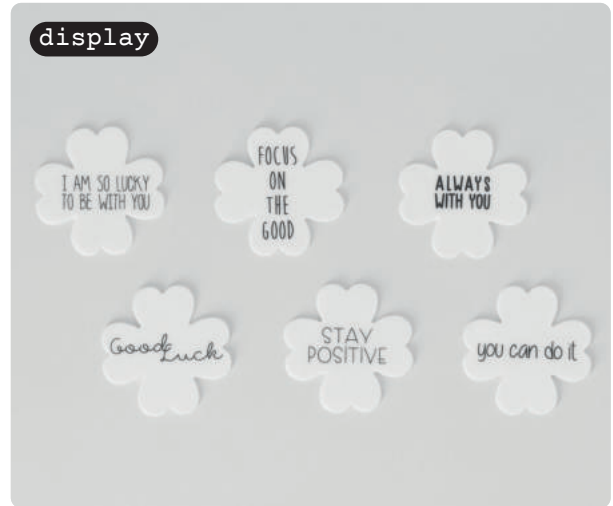 display
I AM SO LUCKY
TO BE WITH YOU
FOCUS
ON
THE
GOOD
ALWAYS
WITH YOU
Good Luck
STAY
POSITIVE
you can do it